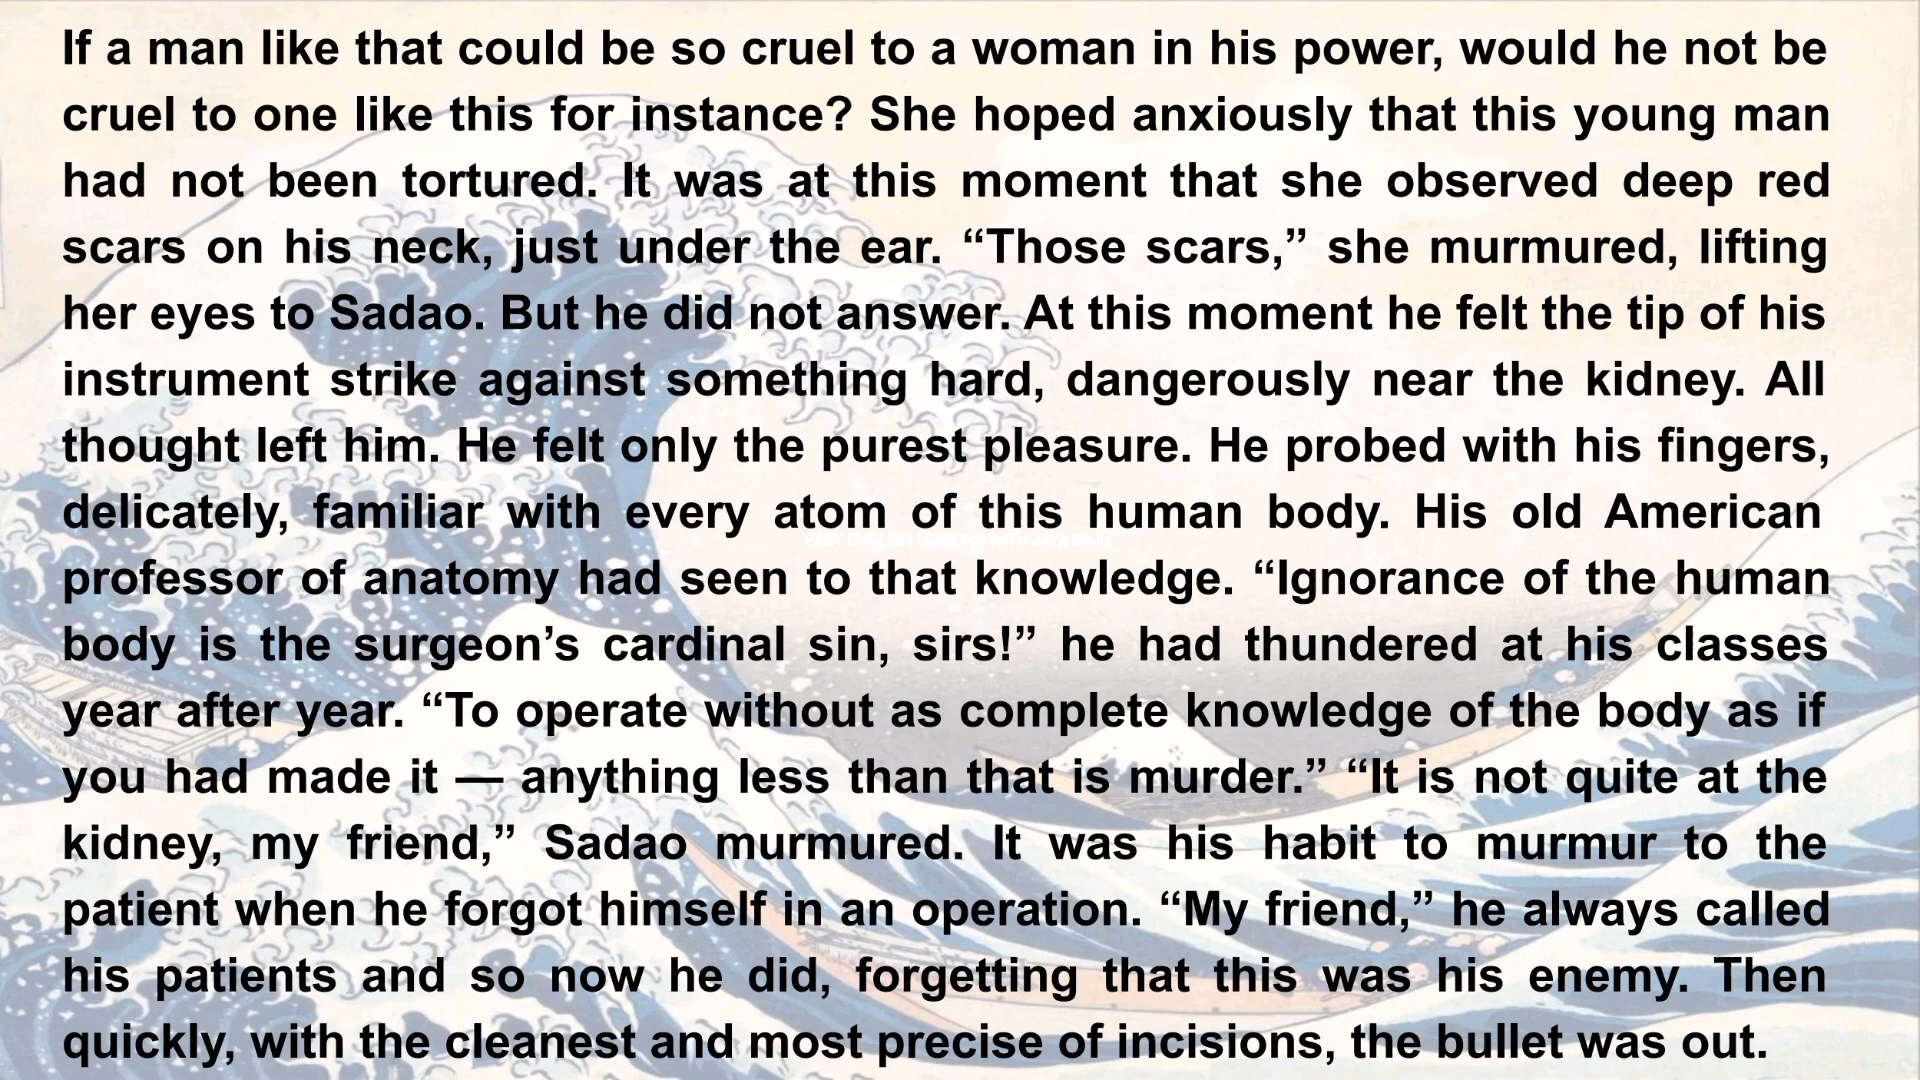 If a man like that could be so cruel to a woman in his power, would he not be
cruel to one like this for instance? She hoped anxiously that this young man
had not been tortured. It was at this moment that she observed deep red
scars on his neck, just under the ear. “Those scars,” she murmured, lifting
her eyes to Sadao. But he did not answer. At this moment he felt the tip of his
instrument strike against something hard, dangerously near the kidney. All
thought left him. He felt only the purest pleasure. He probed with his fingers,
delicately, familiar with every atom of this human body. His old American
EASY ENGLISH LESSONS WITH JAYA SAJU
professor of anatomy had seen to that knowledge. “Ignorance of the human
body is the surgeon’s cardinal sin, sirs!” he had thundered at his classes
year after year. “To operate without as complete knowledge of the body as if
you had made it — anything less than that is murder.” “It is not quite at the
kidney, my friend,” Sadao murmured. It was his habit to murmur to the
patient when he forgot himself in an operation. “My friend,” he always called
his patients and so now he did, forgetting that this was his enemy. Then
quickly, with the cleanest and most precise of incisions, the bullet was out.